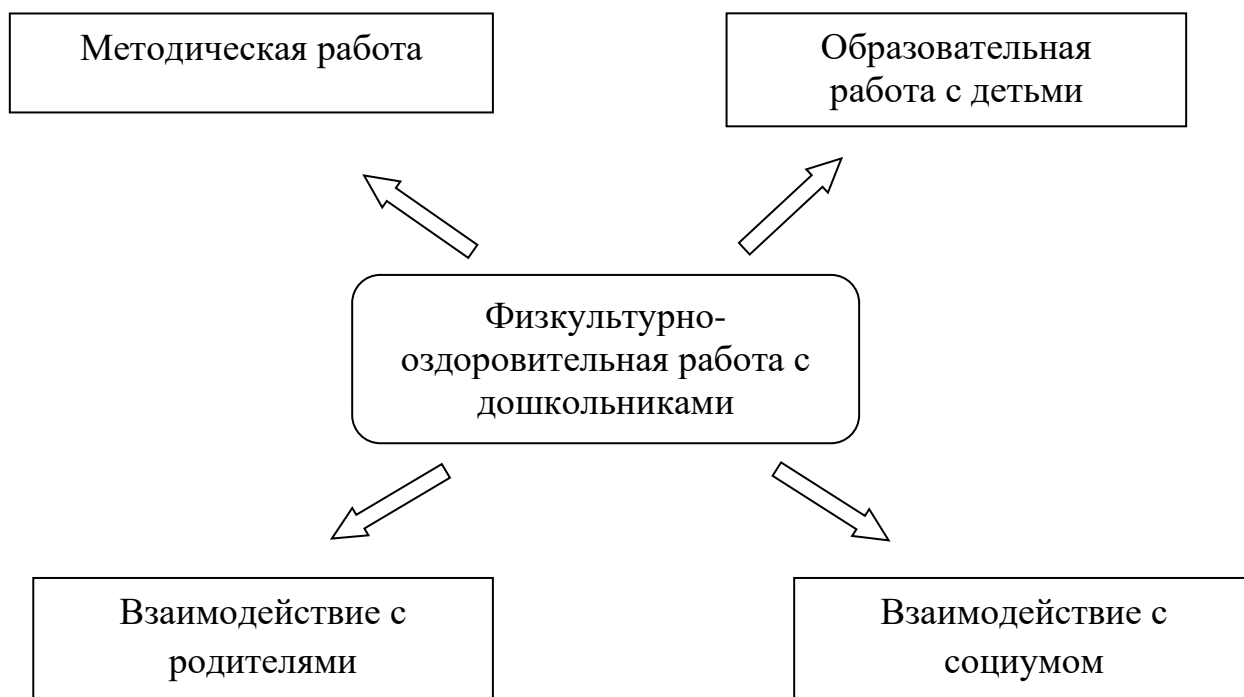 Методическая работа
Образовательная
работа с детьми
Физкультурно-
оздоровительная работа с
дошкольниками
Взаимодействие с
родителями
Взаимодействие с
социумом